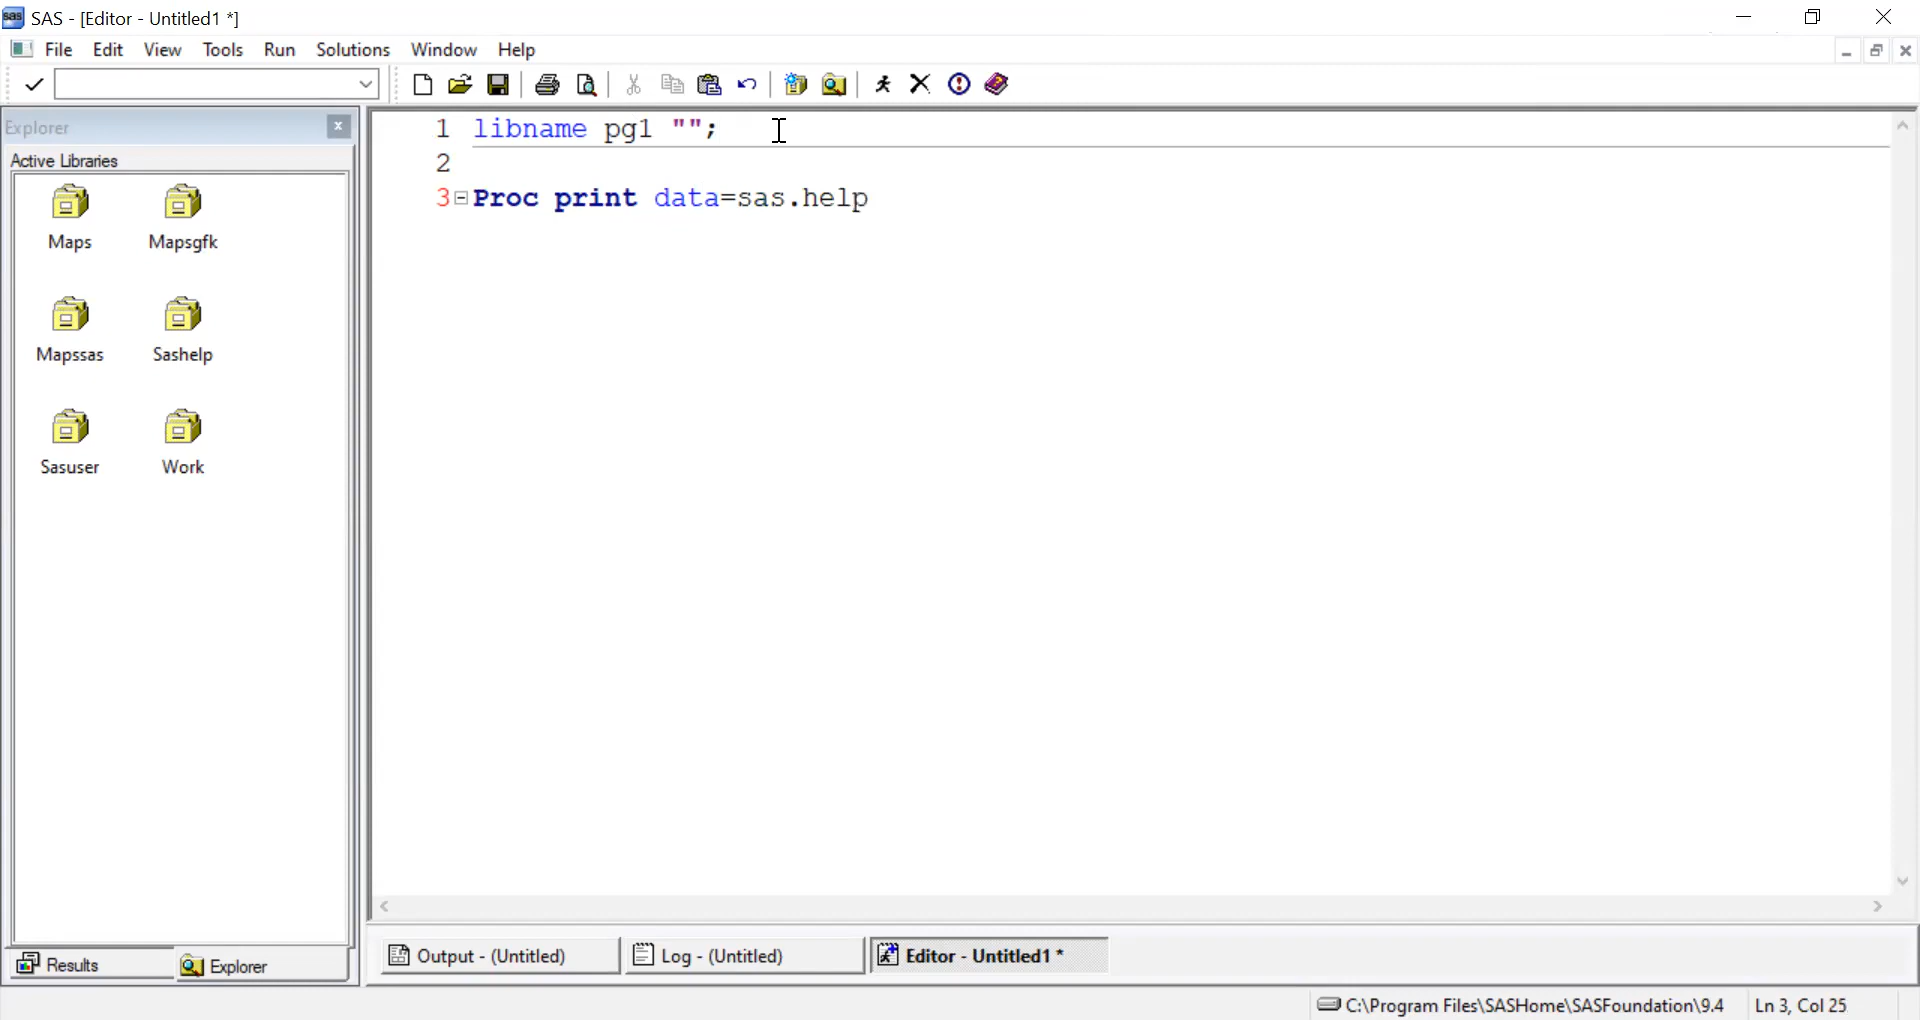 SAS - [Editor - Untitled1 *]
File Edit View Tools Run Solutions Window Help
Explorer
Active Libraries
Maps Mapsgfk
Mapssas Sashelp
Sasuser Work
1 libname pg1 "";
2
3 Proc print data=sas.help
Results Explorer
Output - (Untitled) Log - (Untitled) Editor - Untitled1 *
C:\Program Files\SASHome\SASFoundation\9.4 Ln 3, Col 25